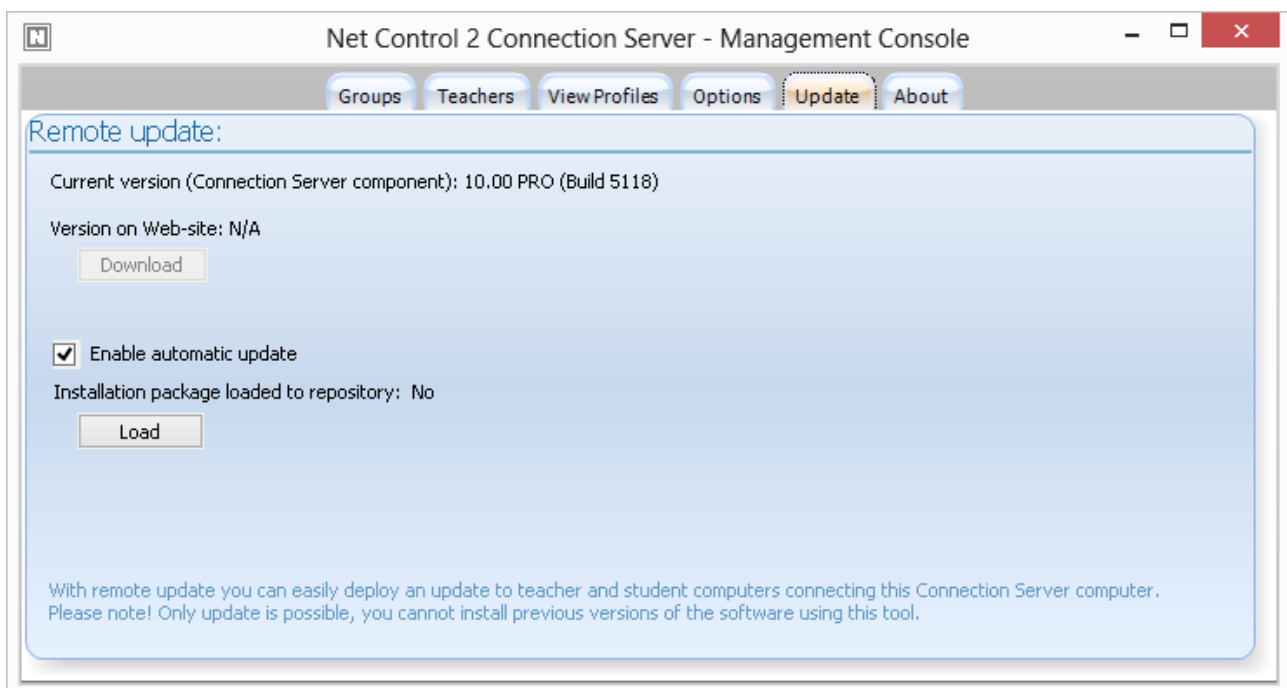 Net Control 2 Connection Server - Management Console
Groups Teachers View Profiles Options Update About
Remote update:
Current version (Connection Server component): 10.00 PRO (Build 5118)
Version on Web-site: N/A
Download
Enable automatic update
Installation package loaded to repository: No
Load
With remote update you can easily deploy an update to teacher and student computers connecting this Connection Server computer.
Please note! Only update is possible, you cannot install previous versions of the software using this tool.